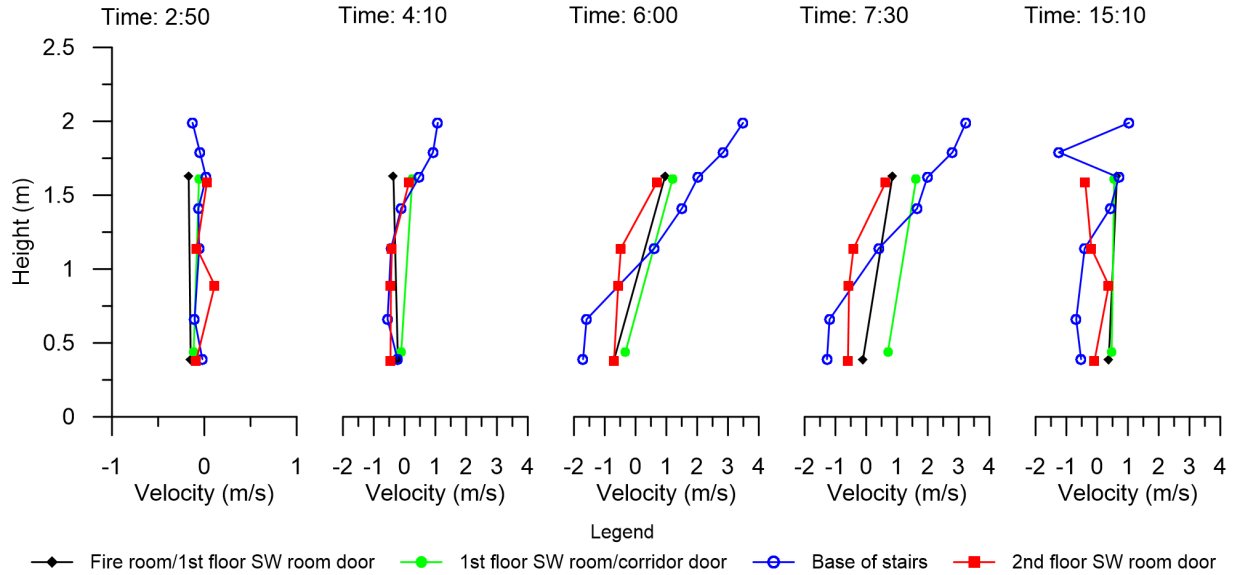 Time: 2:50 Time: 4:10 Time: 6:00 Time: 7:30 Time: 15:10
2.5
2
1.5
1
0.5
0
Height (m)
-1 0 1 -2 -1 0 1 2 3 4 -2 -1 0 1 2 3 4 -2 -1 0 1 2 3 4 -2 -1 0 1 2 3 4
Velocity (m/s) Velocity (m/s) Velocity (m/s) Velocity (m/s) Velocity (m/s)
Legend
Fire room/1st floor SW room door 1st floor SW room/corridor door Base of stairs 2nd floor SW room door